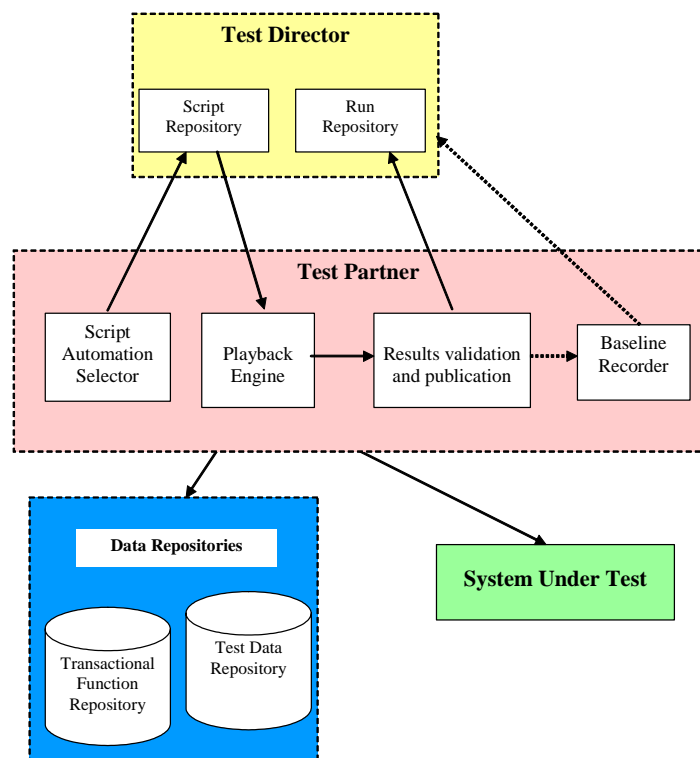 Test Director
Script
Repository
Run
Repository
Test Partner
Script
Automation
Selector
Playback
Engine
Results validation
and publication
Baseline
Recorder
Data Repositories
System Under Test
Transactional
Function
Repository
Test Data
Repository